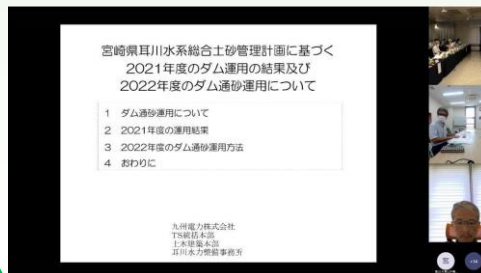 宮崎県耳川水系総合土砂管理計画に基づく
2021年度のダム運用の結果及び
2022年度のダム通砂運用について
1 ダム通砂運用について
2 2021年度の運用結果
3 2022年度のダム通砂運用方法
4 おわりに
九州電力株式会社
TS統括本部
土木建築本部
耳川水力整備事務所